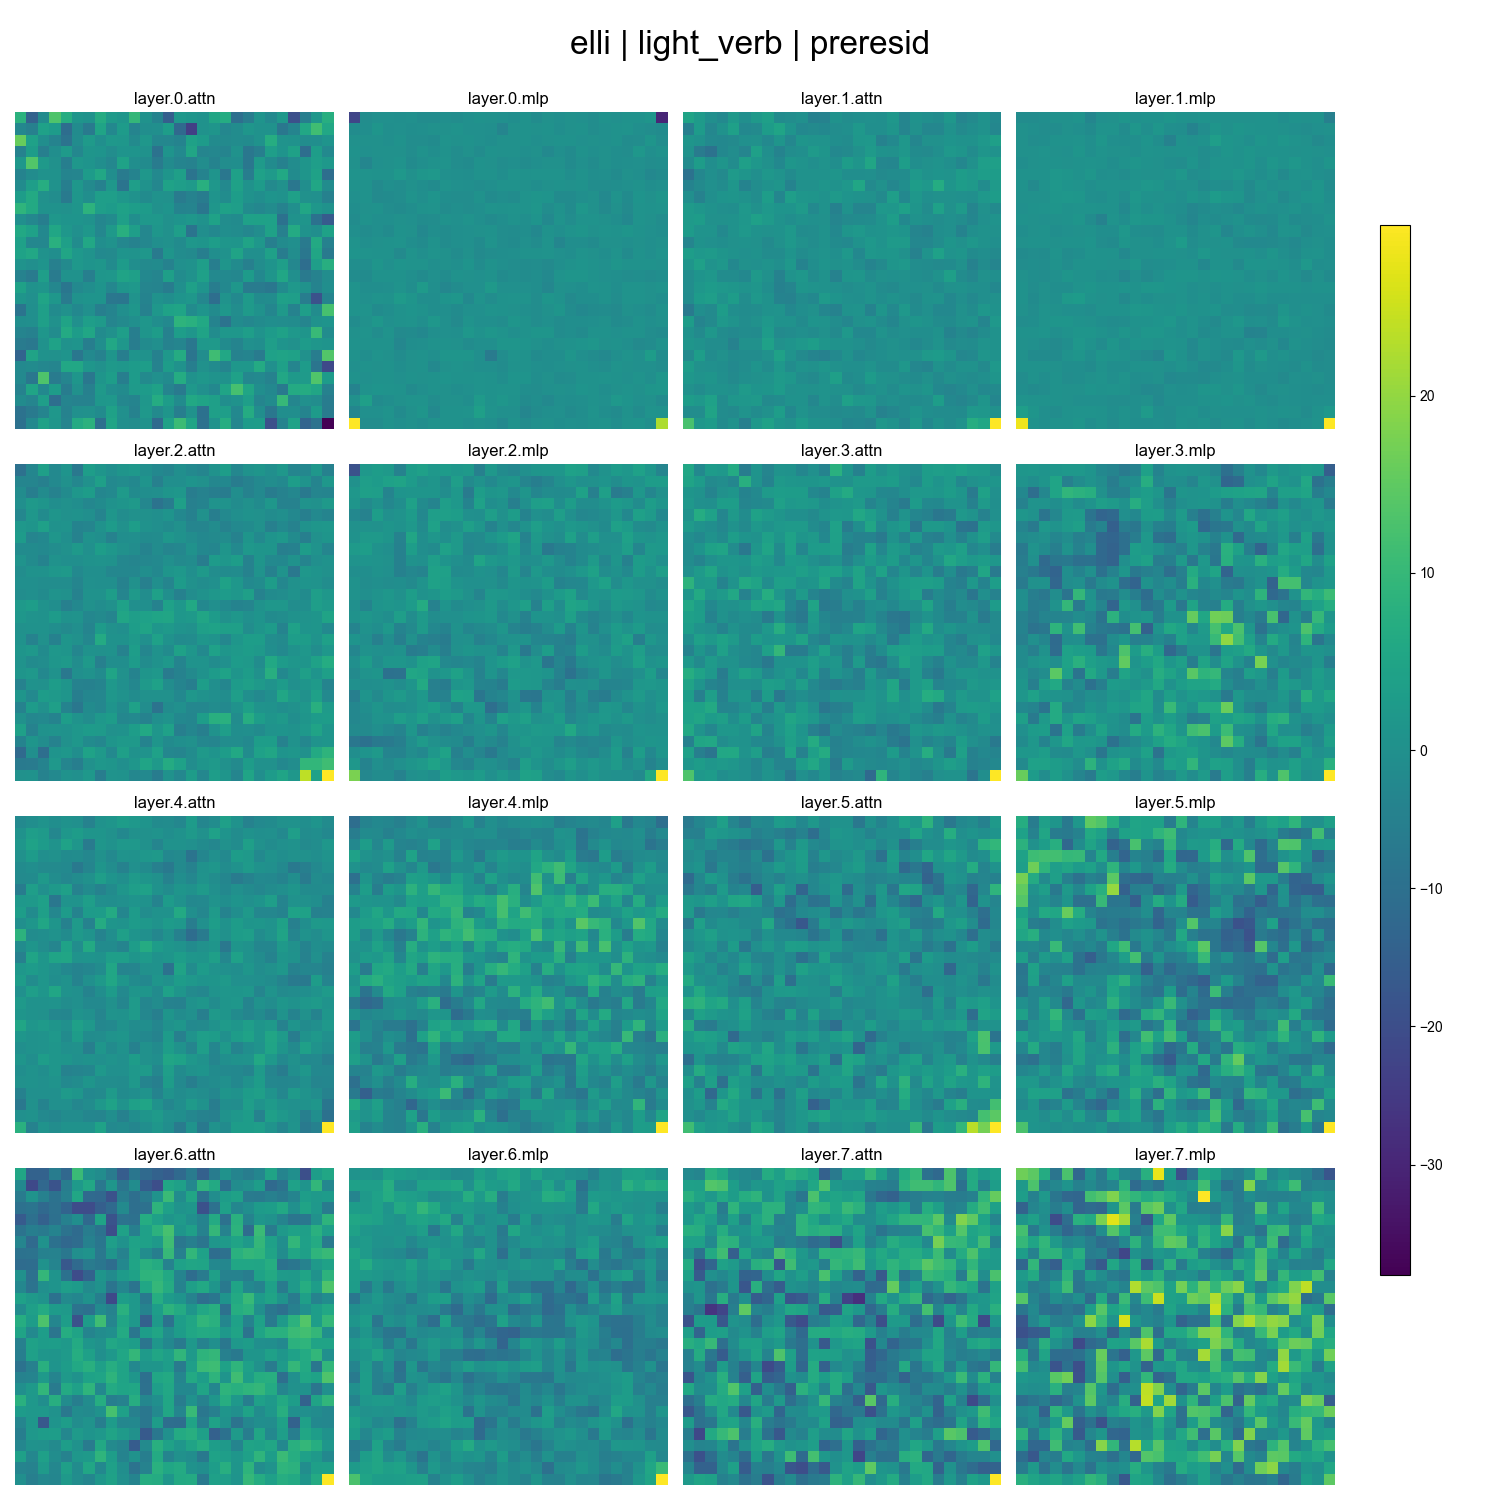 elli | light_verb | preresid
layer.0.attn
layer.0.mlp
layer.1.attn
layer.1.mlp
layer.2.attn
layer.2.mlp
layer.3.attn
layer.3.mlp
layer.4.attn
layer.4.mlp
layer.5.attn
layer.5.mlp
layer.6.attn
layer.6.mlp
layer.7.attn
layer.7.mlp
20
10
0
−10
−20
−30